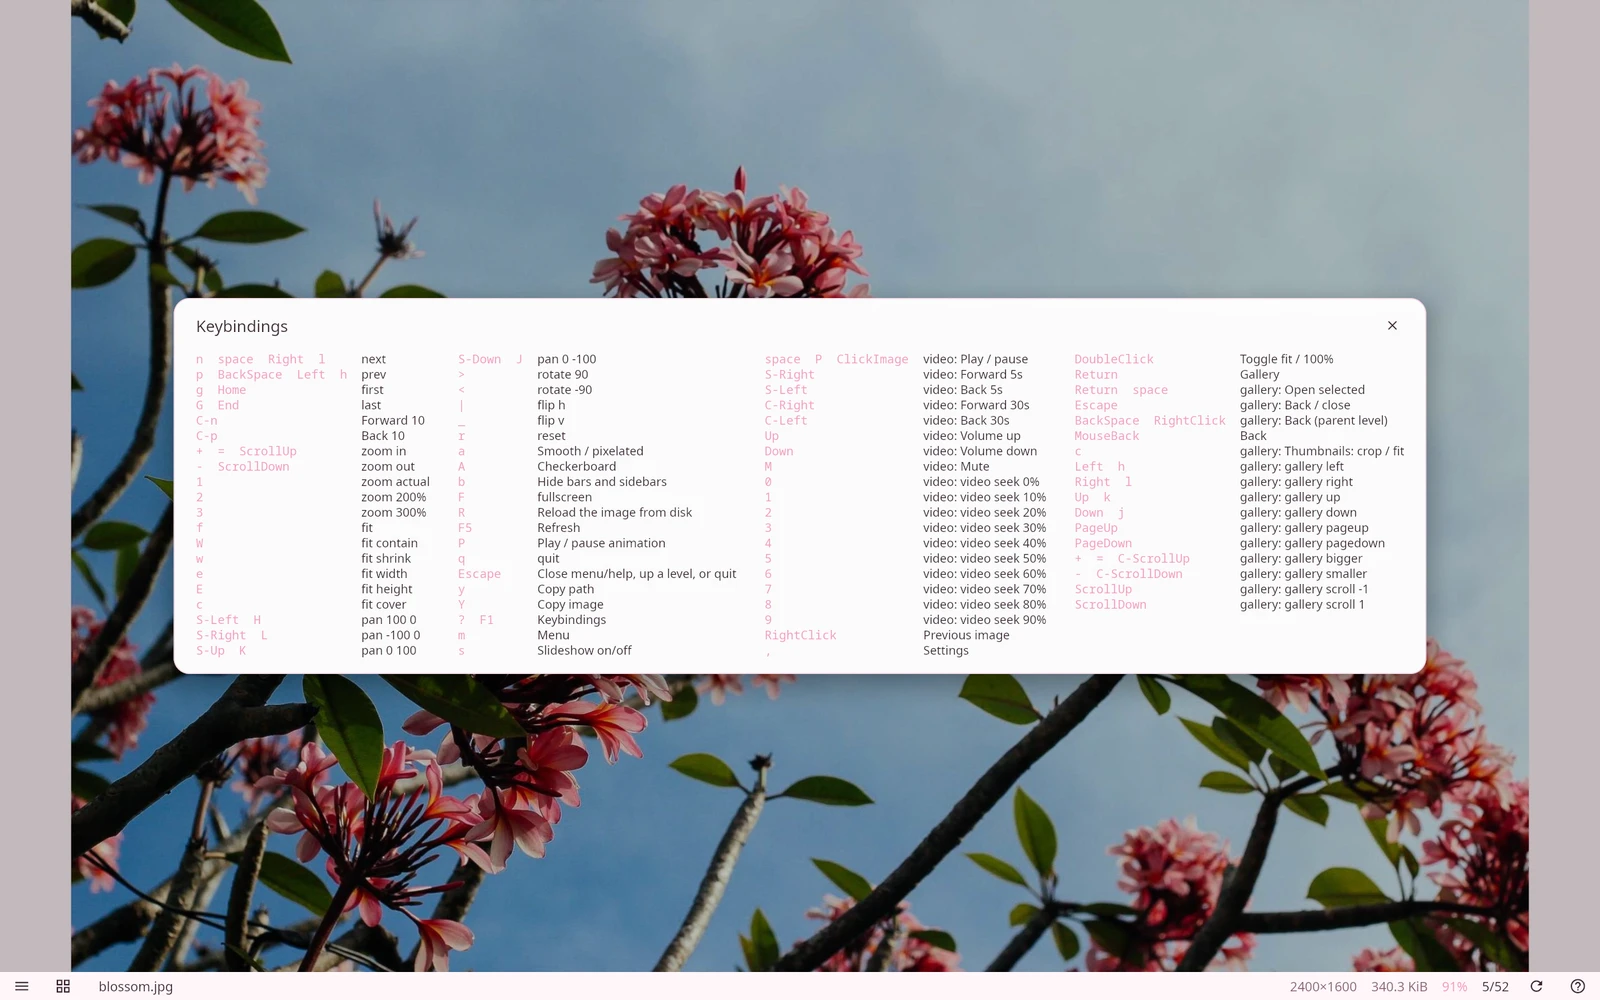 Keybindings
n space Right l next
p BackSpace Left h prev
g Home first
G End last
C-n Forward 10
C-p Back 10
+ = ScrollUp zoom in
- ScrollDown zoom out
1 zoom actual
2 zoom 200%
3 zoom 300%
f fit
W fit contain
w fit shrink
e fit width
E fit height
c fit cover
S-Left H pan 100 0
S-Right L pan -100 0
S-Up K pan 0 100
S-Down J pan 0 -100
> rotate 90
< rotate -90
| flip h
_ flip v
r reset
a Smooth / pixelated
A Checkerboard
b Hide bars and sidebars
F fullscreen
R Reload the image from disk
F5 Refresh
P Play / pause animation
q quit
Escape Close menu/help, up a level, or quit
y Copy path
Y Copy image
? F1 Keybindings
m Menu
s Slideshow on/off
space P ClickImage video: Play / pause
S-Right video: Forward 5s
S-Left video: Back 5s
C-Right video: Forward 30s
C-Left video: Back 30s
Up video: Volume up
Down video: Volume down
M video: Mute
0 video: video seek 0%
1 video: video seek 10%
2 video: video seek 20%
3 video: video seek 30%
4 video: video seek 40%
5 video: video seek 50%
6 video: video seek 60%
7 video: video seek 70%
8 video: video seek 80%
9 video: video seek 90%
RightClick Previous image
, Settings
DoubleClick Toggle fit / 100%
Return Gallery
Return space gallery: Open selected
Escape gallery: Back / close
BackSpace RightClick gallery: Back (parent level)
MouseBack Back
c gallery: Thumbnails: crop / fit
Left h gallery: gallery left
Right l gallery: gallery right
Up k gallery: gallery up
Down j gallery: gallery down
PageUp gallery: gallery pageup
PageDown gallery: gallery pagedown
+ = C-ScrollUp gallery: gallery bigger
- C-ScrollDown gallery: gallery smaller
ScrollUp gallery: gallery scroll -1
ScrollDown gallery: gallery scroll 1
blossom.jpg 2400×1600 340.3 KiB 91% 5/52